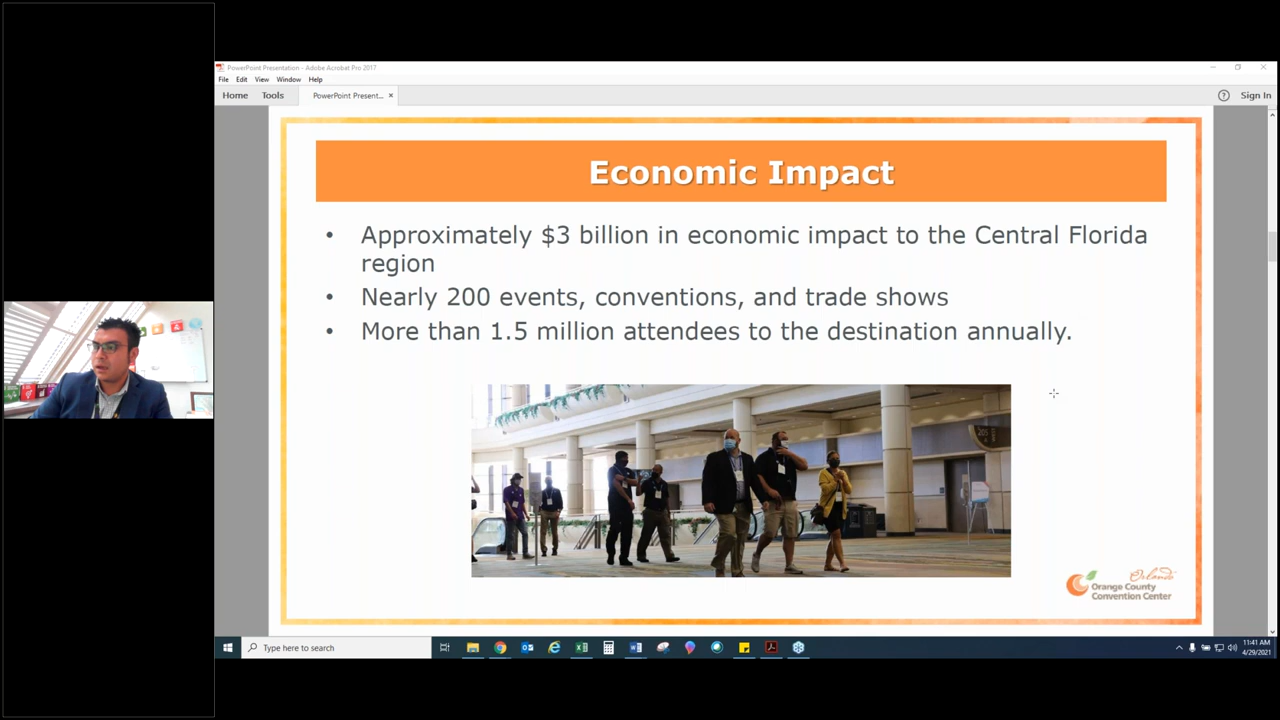 PowerPoint Presentation - Adobe Acrobat Pro 2017
File Edit View Window Help
Home Tools PowerPoint Present... × Sign In
Economic Impact
• Approximately $3 billion in economic impact to the Central Florida
region
• Nearly 200 events, conventions, and trade shows
• More than 1.5 million attendees to the destination annually.
205
Orlando
Orange County
Convention Center
Type here to search
11:41 AM
4/29/2021